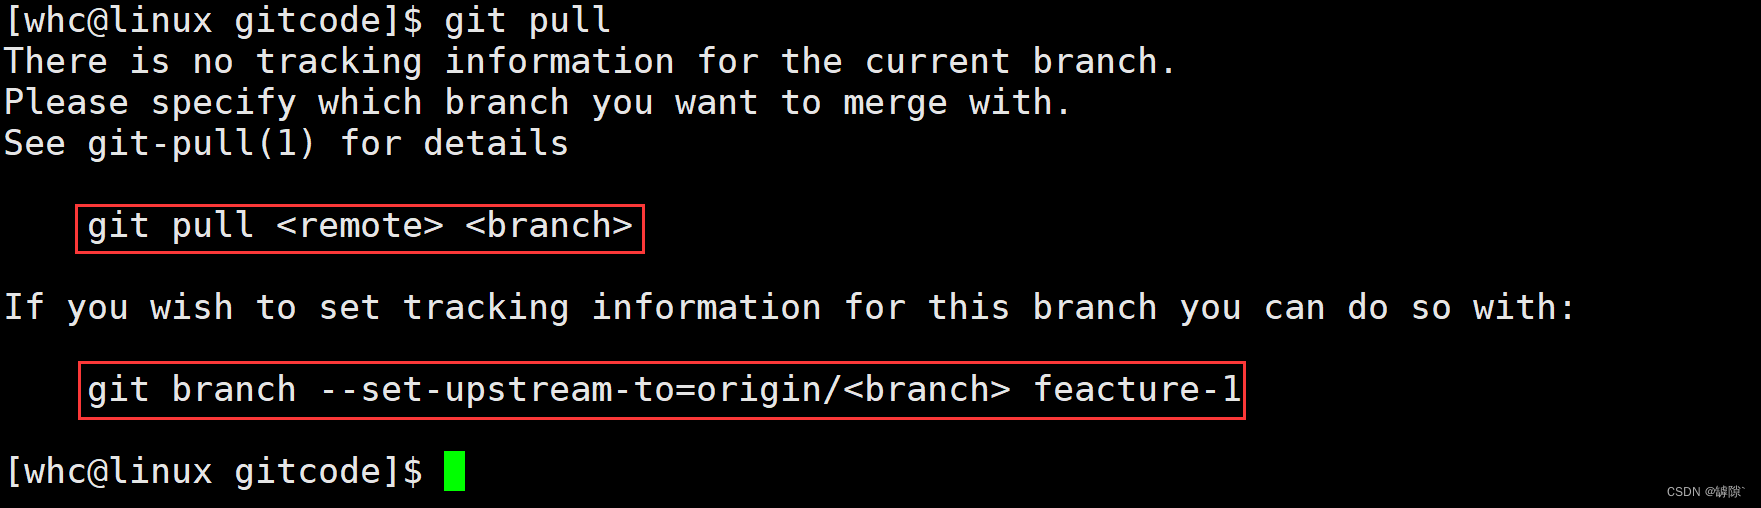 [whc@linux gitcode]$ git pull
There is no tracking information for the current branch.
Please specify which branch you want to merge with.
See git-pull(1) for details
git pull <remote> <branch>
If you wish to set tracking information for this branch you can do so with:
git branch --set-upstream-to=origin/<branch> feacture-1
[whc@linux gitcode]$
CSDN @罅隙`